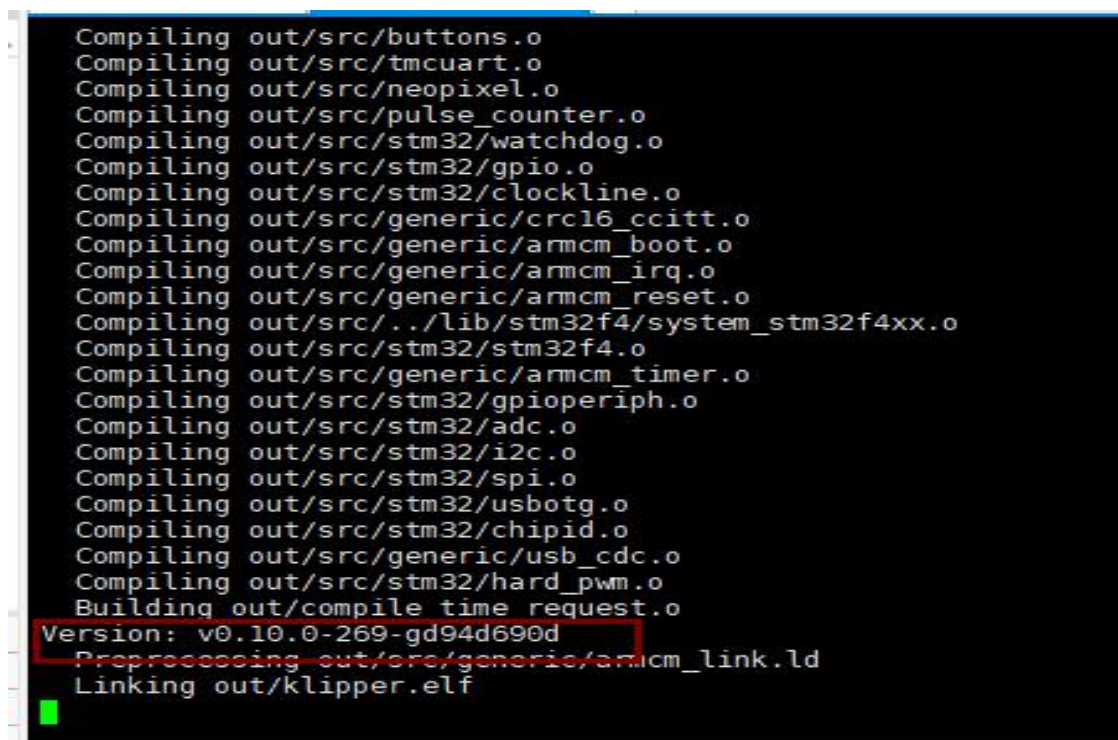 Compiling out/src/buttons.o
Compiling out/src/tmcuart.o
Compiling out/src/neopixel.o
Compiling out/src/pulse_counter.o
Compiling out/src/stm32/watchdog.o
Compiling out/src/stm32/gpio.o
Compiling out/src/stm32/clockline.o
Compiling out/src/generic/crc16_ccitt.o
Compiling out/src/generic/armcm_boot.o
Compiling out/src/generic/armcm_irq.o
Compiling out/src/generic/armcm_reset.o
Compiling out/src/../lib/stm32f4/system_stm32f4xx.o
Compiling out/src/stm32/stm32f4.o
Compiling out/src/generic/armcm_timer.o
Compiling out/src/stm32/gpioperiph.o
Compiling out/src/stm32/adc.o
Compiling out/src/stm32/i2c.o
Compiling out/src/stm32/spi.o
Compiling out/src/stm32/usbotg.o
Compiling out/src/stm32/chipid.o
Compiling out/src/generic/usb_cdc.o
Compiling out/src/stm32/hard_pwm.o
Building out/compile_time_request.o
Version: v0.10.0-269-gd94d690d
Preprocessing out/src/generic/armcm_link.ld
Linking out/klipper.elf